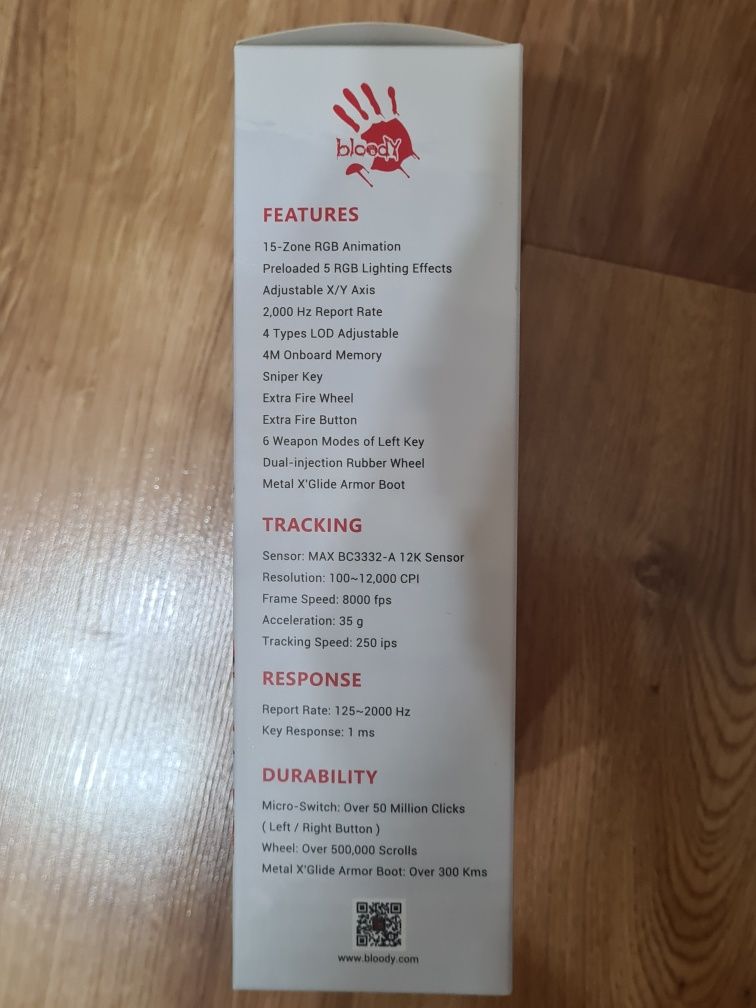 bloody
FEATURES
15-Zone RGB Animation
Preloaded 5 RGB Lighting Effects
Adjustable X/Y Axis
2,000 Hz Report Rate
4 Types LOD Adjustable
4M Onboard Memory
Sniper Key
Extra Fire Wheel
Extra Fire Button
6 Weapon Modes of Left Key
Dual-injection Rubber Wheel
Metal X'Glide Armor Boot
TRACKING
Sensor: MAX BC3332-A 12K Sensor
Resolution: 100~12,000 CPI
Frame Speed: 8000 fps
Acceleration: 35 g
Tracking Speed: 250 ips
RESPONSE
Report Rate: 125~2000 Hz
Key Response: 1 ms
DURABILITY
Micro-Switch: Over 50 Million Clicks
( Left / Right Button )
Wheel: Over 500,000 Scrolls
Metal X'Glide Armor Boot: Over 300 Kms
www.bloody.com